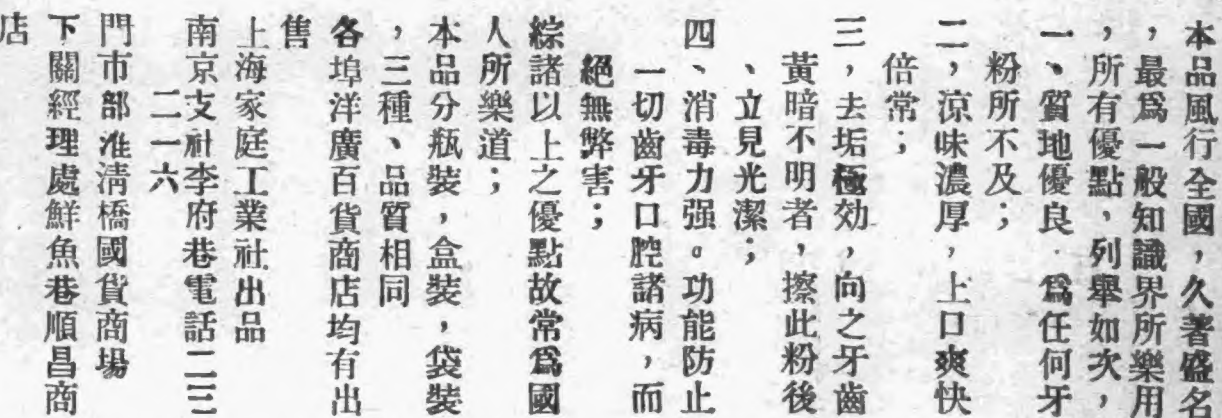 本品風行全國，久著盛名
，最爲一般知識界所樂用
，所有優點、列舉如次，
一、質地優良．爲任何牙
粉所不及；
二，涼味濃厚，上口爽快
倍常；
三，去垢極効，向之牙齒
黃暗不明者，擦此粉後
、立見光潔；
四、消毒力强。功能防止
一切齒牙口腔諸病，而
絕無弊害；
綜諸以上之優點故常爲國
人所樂道；
本品分瓶裝，盒裝，袋裝
，三種、品質相同
各埠洋廣百貨商店均有出
售
上海家庭工業社出品
南京支社李府巷電話二三
二一六
門市部准清橋國貨商場
下關經理處鮮魚巷順昌商
店